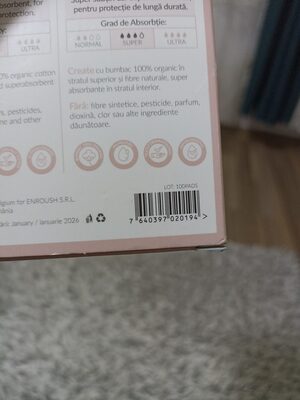 absorbent, for
protection.
ULTRA
0% organic cotton
d superabsorbent
s, pesticides,
ne and other
pentru protecție de lungă durată.
Grad de Absorbție:
NORMAL SUPER ULTRA
Create cu bumbac 100% organic în
stratul superior și fibre naturale, super
absorbante în stratul interior.
Fără: fibre sintetice, pesticide, parfum,
dioxină, clor sau alte ingrediente
dăunătoare.
lgium for ENROUSH S.R.L.
ânia
January / Ianuarie 2026
LOT: 100PADS
7 640397 020194 >